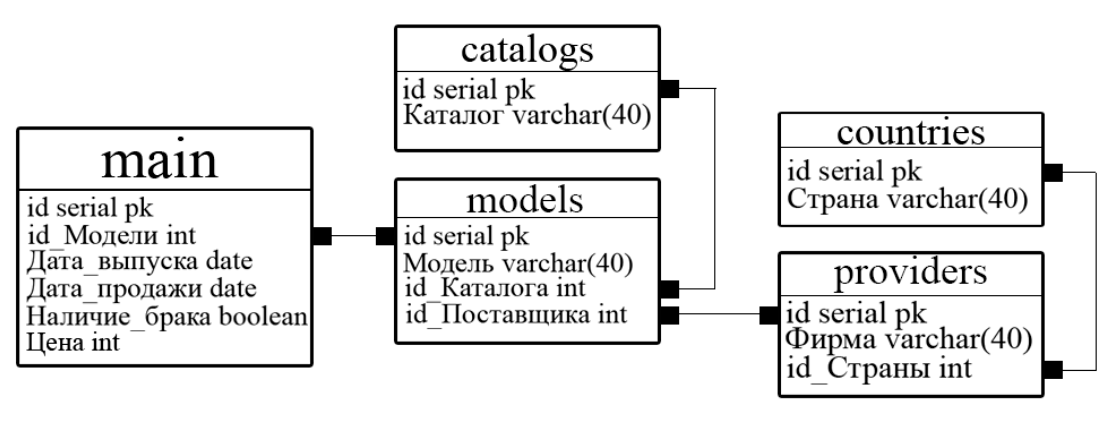 main
id serial pk
id_Модели int
Дата_выпуска date
Дата_продажи date
Наличие_брака boolean
Цена int
catalogs
id serial pk
Каталог varchar(40)
models
id serial pk
Модель varchar(40)
id_Каталога int
id_Поставщика int
countries
id serial pk
Страна varchar(40)
providers
id serial pk
Фирма varchar(40)
id_Страны int